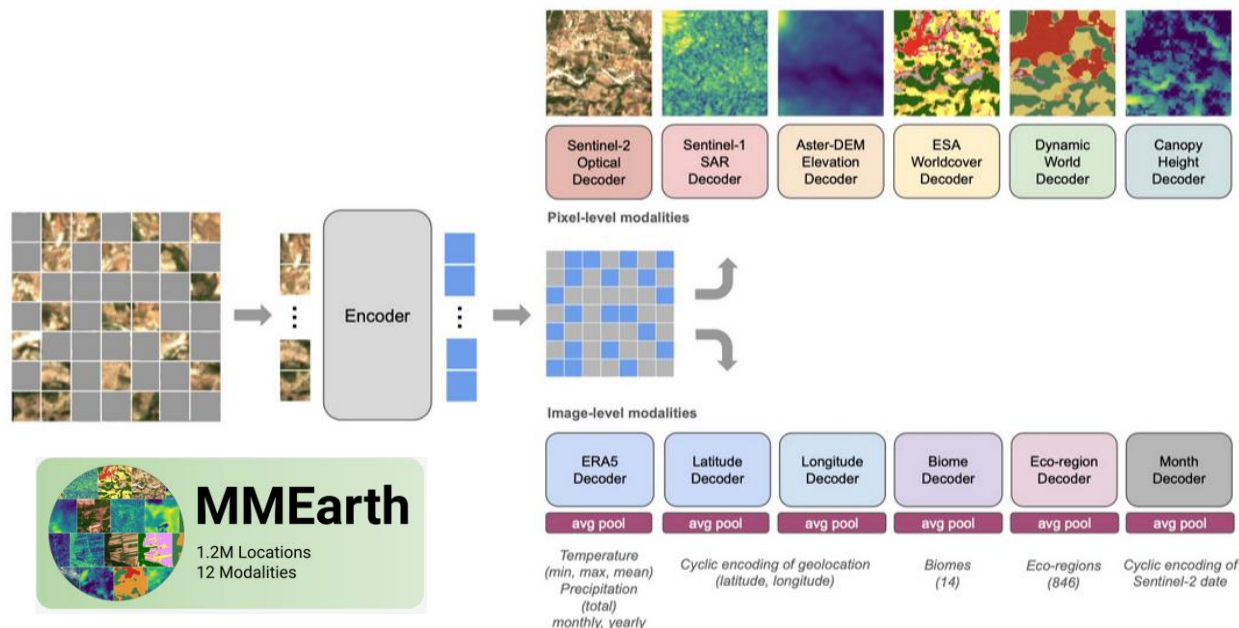 Sentinel-2
Optical
Decoder
Sentinel-1
SAR
Decoder
Aster-DEM
Elevation
Decoder
ESA
Worldcover
Decoder
Dynamic
World
Decoder
Canopy
Height
Decoder
Pixel-level modalities
Encoder
Image-level modalities
ERA5
Decoder
Latitude
Decoder
Longitude
Decoder
Biome
Decoder
Eco-region
Decoder
Month
Decoder
avg pool
avg pool
avg pool
avg pool
avg pool
avg pool
Temperature
(min, max, mean)
Precipitation
(total)
monthly, yearly
Cyclic encoding of geolocation
(latitude, longitude)
Biomes
(14)
Eco-regions
(846)
Cyclic encoding of
Sentinel-2 date
MMEarth
1.2M Locations
12 Modalities